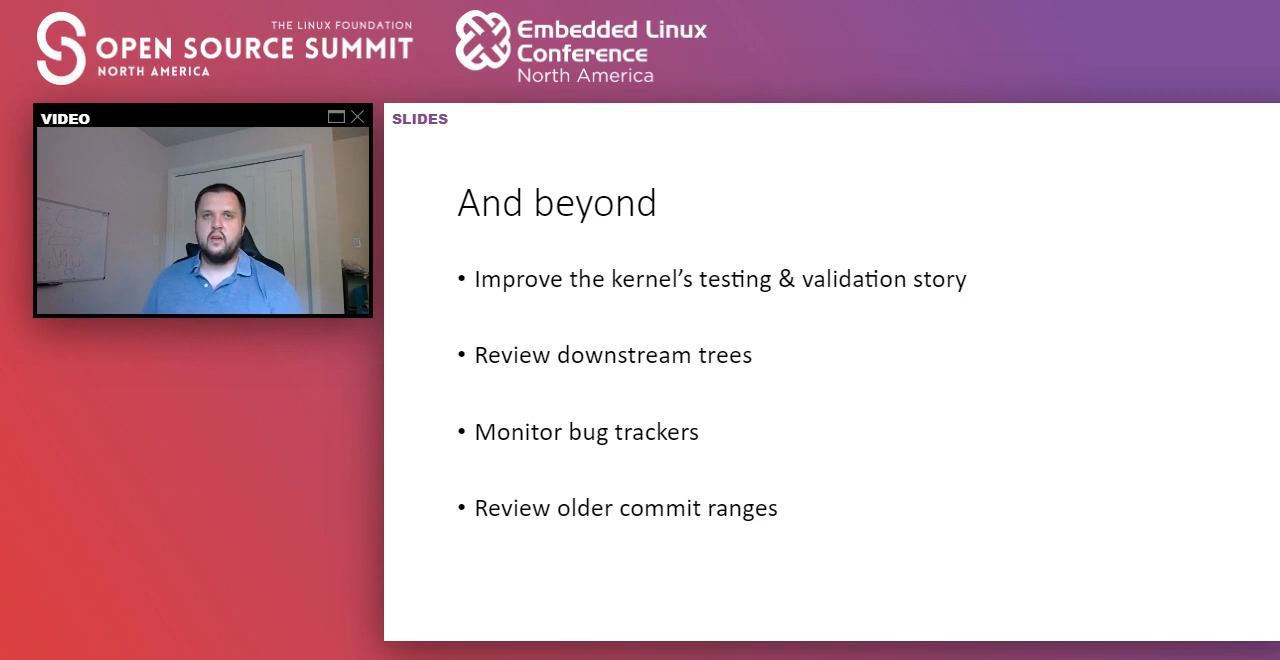 THE LINUX FOUNDATION
OPEN SOURCE SUMMIT
NORTH AMERICA
Embedded Linux
Conference
North America
VIDEO
SLIDES
And beyond
• Improve the kernel’s testing & validation story
• Review downstream trees
• Monitor bug trackers
• Review older commit ranges